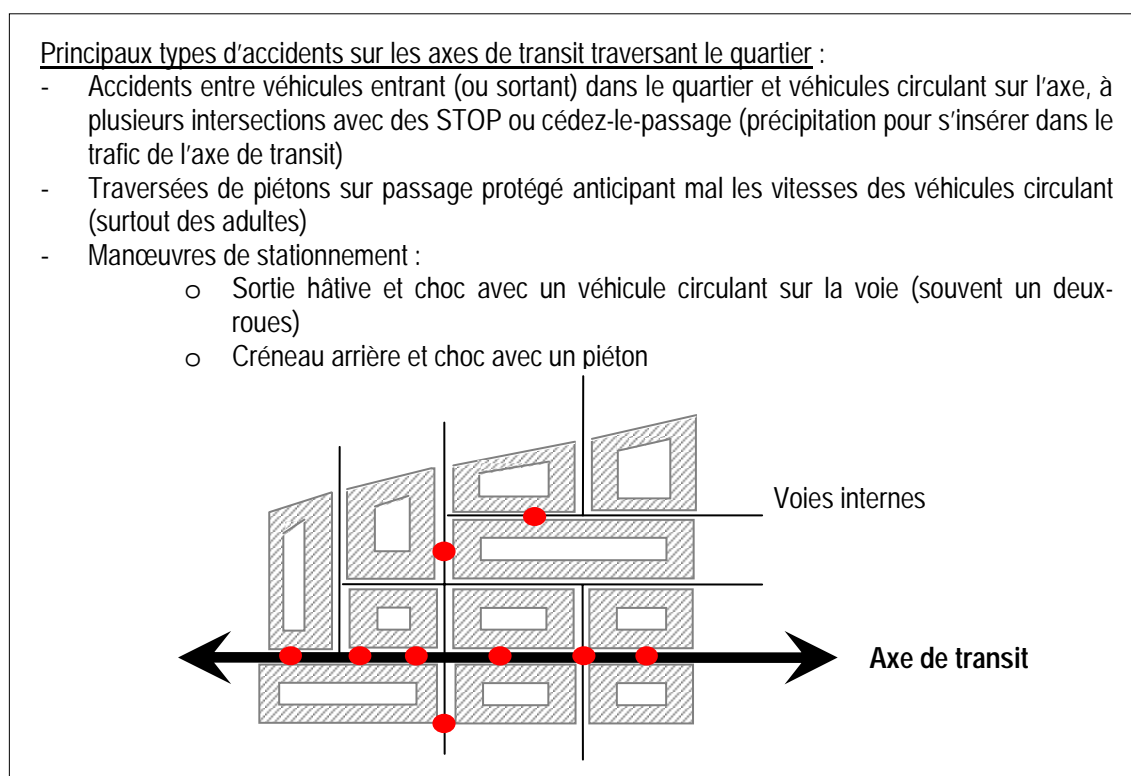 Principaux types d'accidents sur les axes de transit traversant le quartier :
- Accidents entre véhicules entrant (ou sortant) dans le quartier et véhicules circulant sur l'axe, à
plusieurs intersections avec des STOP ou cédez-le-passage (précipitation pour s'insérer dans le
trafic de l'axe de transit)
- Traversées de piétons sur passage protégé anticipant mal les vitesses des véhicules circulant
(surtout des adultes)
- Manœuvres de stationnement :
o Sortie hâtive et choc avec un véhicule circulant sur la voie (souvent un deux-
roues)
o Créneau arrière et choc avec un piéton
Voies internes
Axe de transit